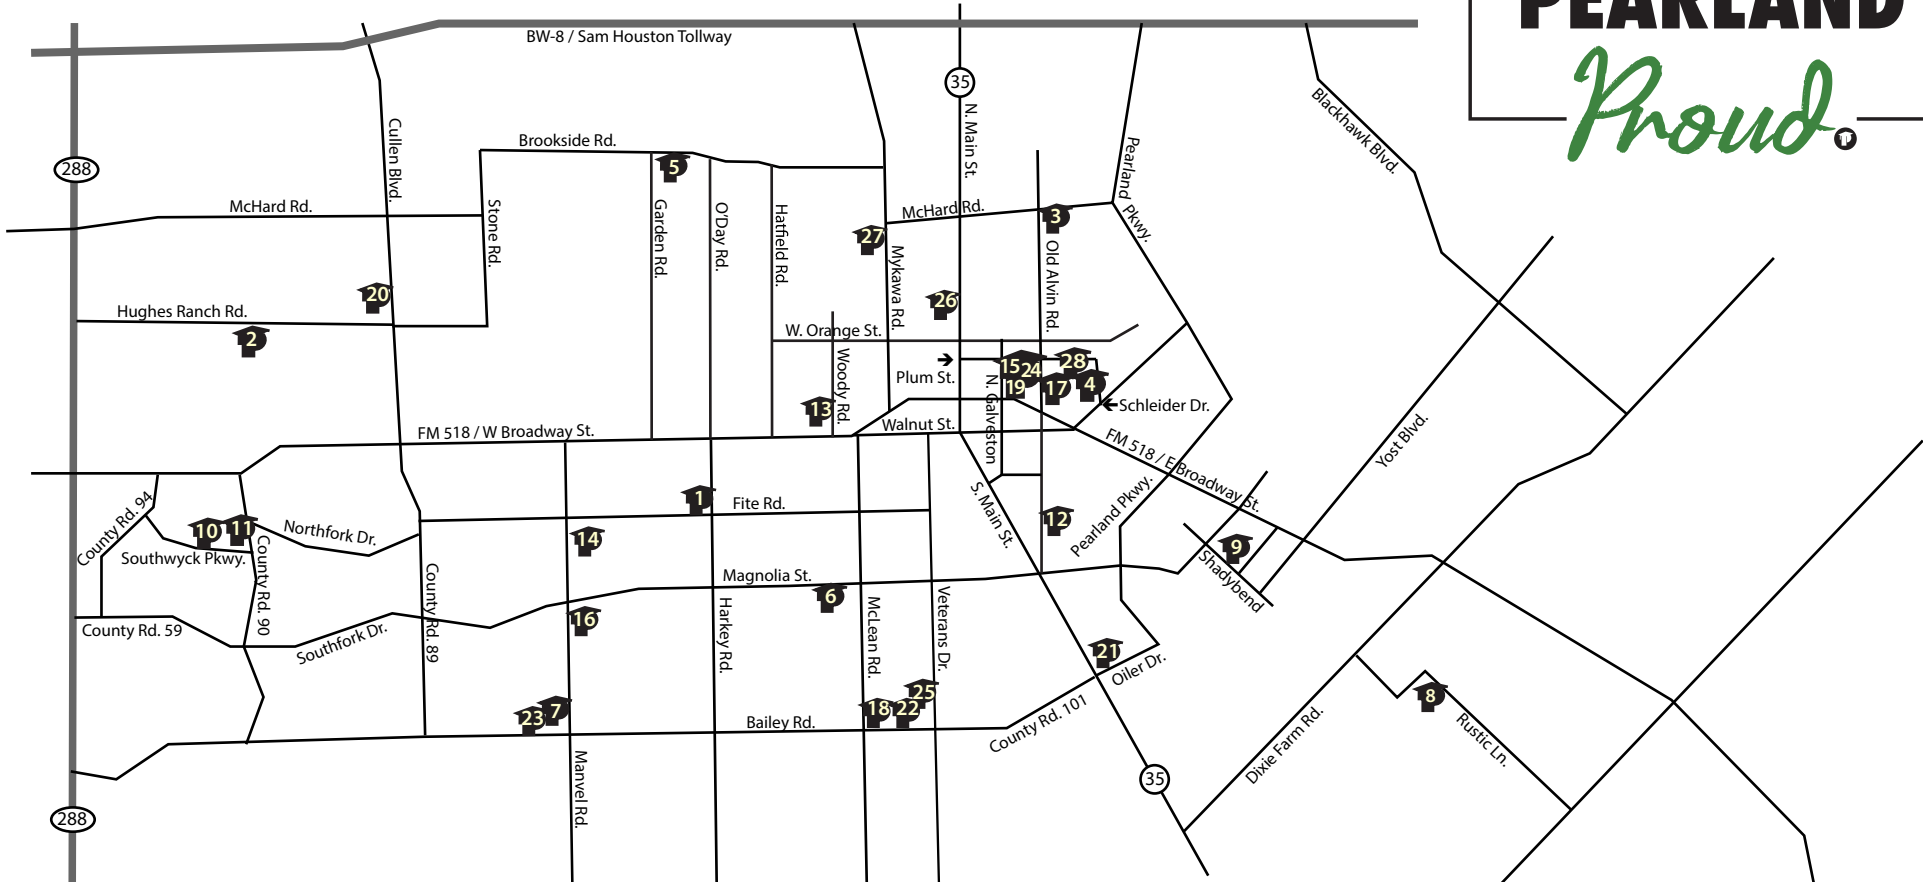 PEARLAND
Proud
BW-8 / Sam Houston Tollway
35
N. Main St.
Blackhawk Blvd.
Cullen Blvd.
Brookside Rd.
Pearland Pkwy.
288
5
McHard Rd.
Stone Rd.
Garden Rd.
O'Day Rd.
Hatfield Rd.
McHard Rd.
3
27
Mykawa Rd.
Old Alvin Rd.
20
26
Hughes Ranch Rd.
2
W. Orange St.
Woody Rd.
Plum St.
N. Galveston
15
24
28
19
17
4
Schleider Dr.
13
FM 518 / W Broadway St.
Walnut St.
FM 518 / E Broadway St.
Yost Blvd.
County Rd. 94
1
Fite Rd.
S. Main St.
12
Pearland Pkwy.
10
11
Northfork Dr.
14
9
Southwyck Pkwy.
County Rd. 90
Shadybend
County Rd. 89
Magnolia St.
6
Harkey Rd.
McLean Rd.
Veterans Dr.
16
County Rd. 59
Southfork Dr.
21
Oiler Dr.
25
23
7
18
22
8
Bailey Rd.
County Rd. 101
Rustic Ln.
Dixie Farm Rd.
Manvel Rd.
35
288